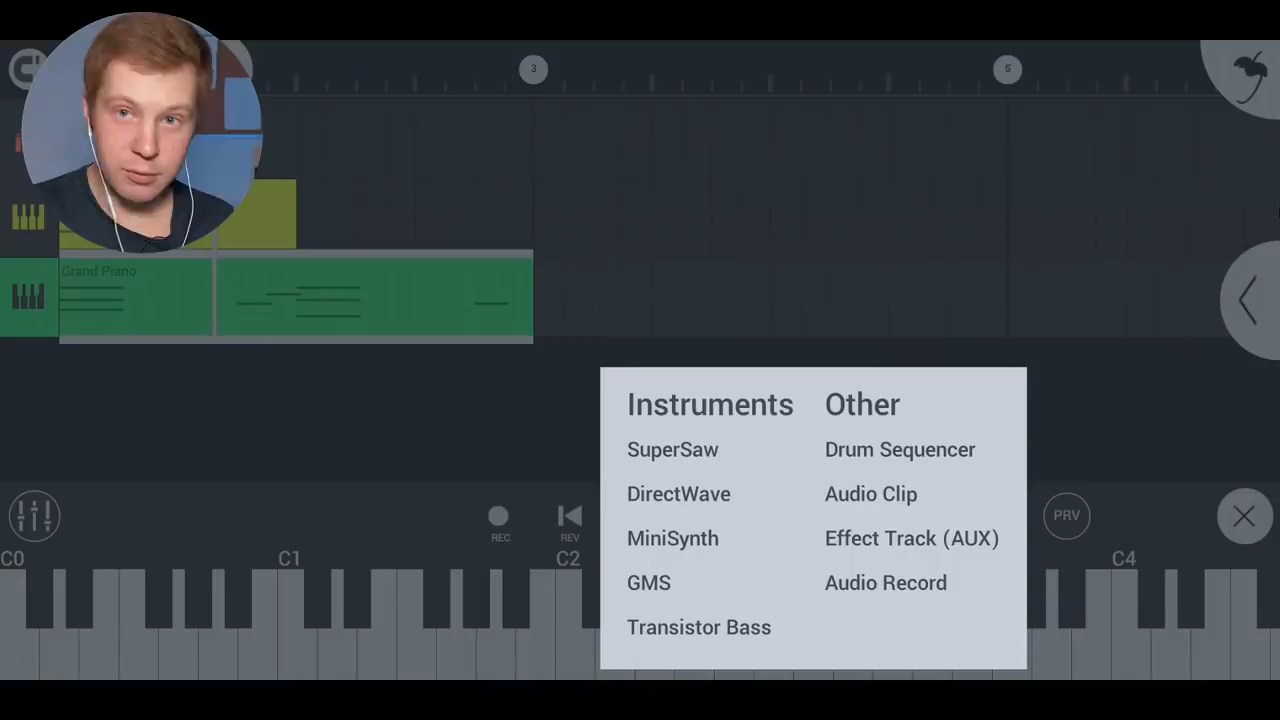 3
5
Grand Piano
Instruments
Other
SuperSaw
Drum Sequencer
DirectWave
Audio Clip
MiniSynth
Effect Track (AUX)
GMS
Audio Record
Transistor Bass
REC
REV
PRV
C0
C1
C2
C4